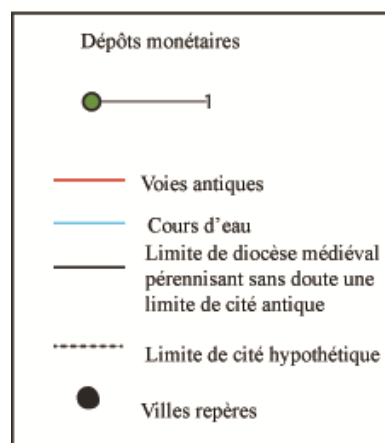 Dépôts monétaires
1
Voies antiques
Cours d'eau
Limite de diocèse médiéval
pérennisant sans doute une
limite de cité antique
Limite de cité hypothétique
Villes repères